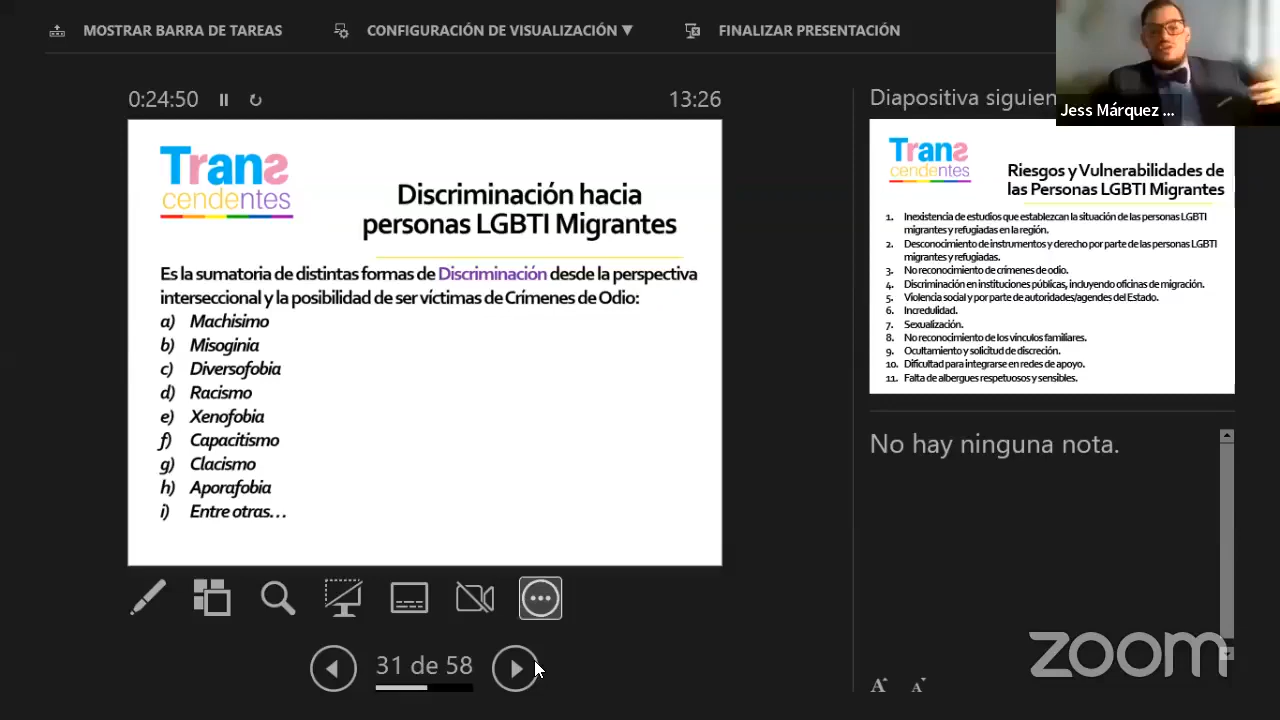 MOSTRAR BARRA DE TAREAS
CONFIGURACIÓN DE VISUALIZACIÓN ▼
FINALIZAR PRESENTACIÓN
Jess Márquez ...
0:24:50
13:26
Diapositiva siguien
Trans
cendentes
Discriminación hacia
personas LGBTI Migrantes
Es la sumatoria de distintas formas de Discriminación desde la perspectiva
interseccional y la posibilidad de ser víctimas de Crímenes de Odio:
a) Machisimo
b) Misoginia
c) Diversofobia
d) Racismo
e) Xenofobia
f) Capacitismo
g) Clacismo
h) Aporafobia
i) Entre otras...
Trans
cendentes
Riesgos y Vulnerabilidades de
las Personas LGBTI Migrantes
1. Inexistencia de estudios que establezcan la situación de las personas LGBTI
migrantes y refugiadas en la región.
2. Desconocimiento de instrumentos y derecho por parte de las personas LGBTI
migrantes y refugiadas.
3. No reconocimiento de crímenes de odio.
4. Discriminación en instituciones públicas, incluyendo oficinas de migración.
5. Violencia social y por parte de autoridades/agendes del Estado.
6. Incredulidad.
7. Sexualización.
8. No reconocimiento de los vínculos familiares.
9. Ocultamiento y solicitud de discreción.
10. Dificultad para integrarse en redes de apoyo.
11. Falta de albergues respetuosos y sensibles.
No hay ninguna nota.
31 de 58
A A
zoom